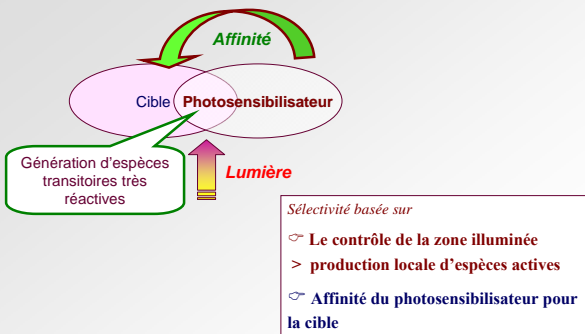 Affinité
Cible Photosensibilisateur
Génération d'espèces
transitoires très
réactives
Lumière
Sélectivité basée sur
☞ Le contrôle de la zone illuminée
> production locale d'espèces actives
☞ Affinité du photosensibilisateur pour
la cible